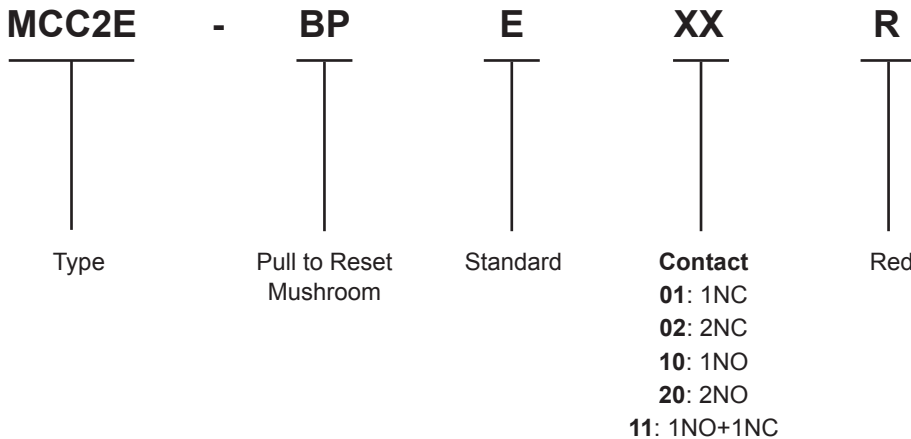 MCC2E - BP E XX R
Type
Pull to Reset
Mushroom
Standard
Contact
01: 1NC
02: 2NC
10: 1NO
20: 2NO
11: 1NO+1NC
Red